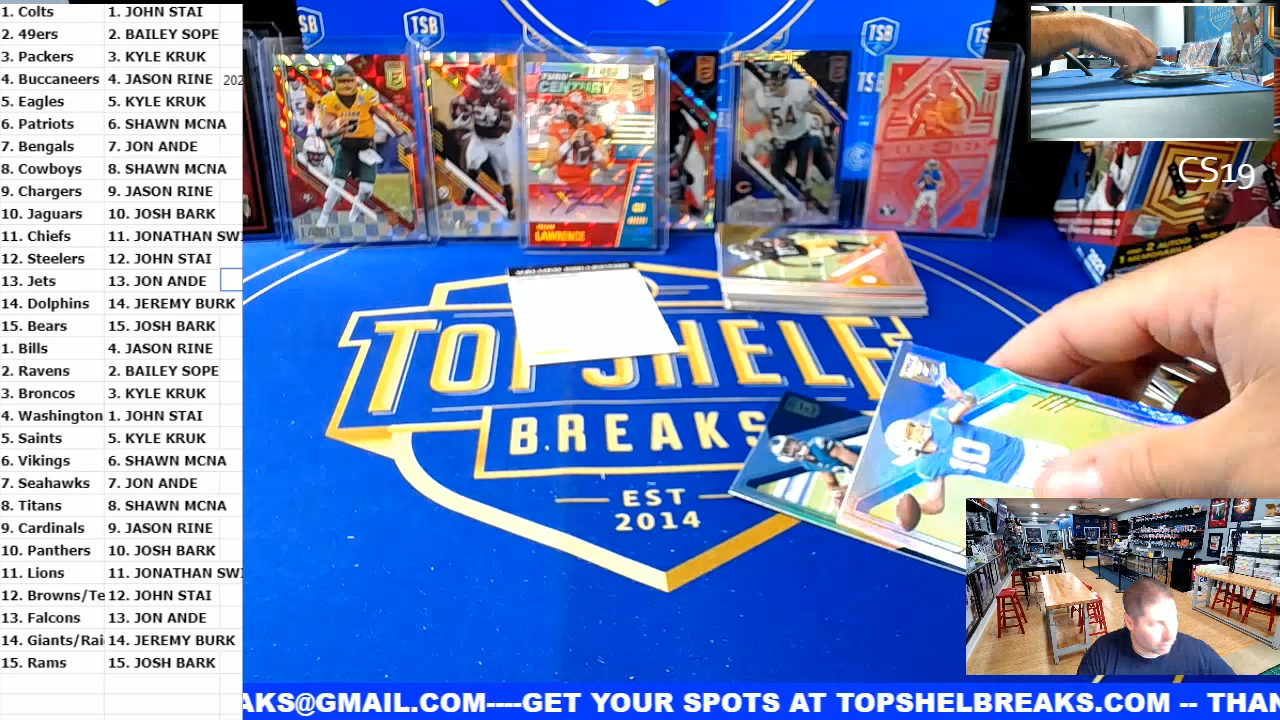 1. Colts 1. JOHN STAI
2. 49ers 2. BAILEY SOPE
3. Packers 3. KYLE KRUK
4. Buccaneers 4. JASON RINE 202
5. Eagles 5. KYLE KRUK
6. Patriots 6. SHAWN MCNA
7. Bengals 7. JON ANDE
8. Cowboys 8. SHAWN MCNA
9. Chargers 9. JASON RINE
10. Jaguars 10. JOSH BARK
11. Chiefs 11. JONATHAN SW
12. Steelers 12. JOHN STAI
13. Jets 13. JON ANDE
14. Dolphins 14. JEREMY BURK
15. Bears 15. JOSH BARK
1. Bills 4. JASON RINE
2. Ravens 2. BAILEY SOPE
3. Broncos 3. KYLE KRUK
4. Washington 1. JOHN STAI
5. Saints 5. KYLE KRUK
6. Vikings 6. SHAWN MCNA
7. Seahawks 7. JON ANDE
8. Titans 8. SHAWN MCNA
9. Cardinals 9. JASON RINE
10. Panthers 10. JOSH BARK
11. Lions 11. JONATHAN SW
12. Browns/Te 12. JOHN STAI
13. Falcons 13. JON ANDE
14. Giants/Rai 14. JEREMY BURK
15. Rams 15. JOSH BARK
TSB
TSB
TSB
CENTURY
LAWRENCE
54
CS19
10
TOPSHELF
BREAKS
EST
2014
AKS@GMAIL.COM----GET YOUR SPOTS AT TOPSHELBREAKS.COM -- THAN